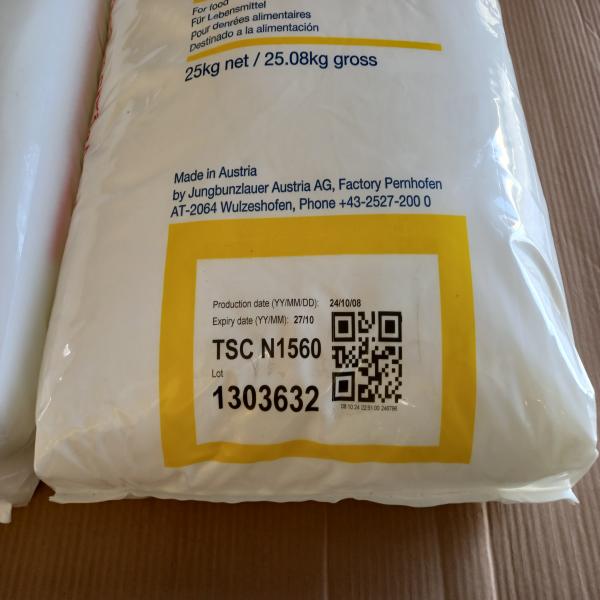 For food
Für Lebensmittel
Pour denrées alimentaires
Destinado a la alimentación
25kg net / 25.08kg gross
Made in Austria
by Jungbunzlauer Austria AG, Factory Pernhofen
AT-2064 Wulzeshofen, Phone +43-2527-200 0
Production date (YY/MM/DD): 24/10/08
Expiry date (YY/MM): 27/10
TSC N1560
Lot
1303632